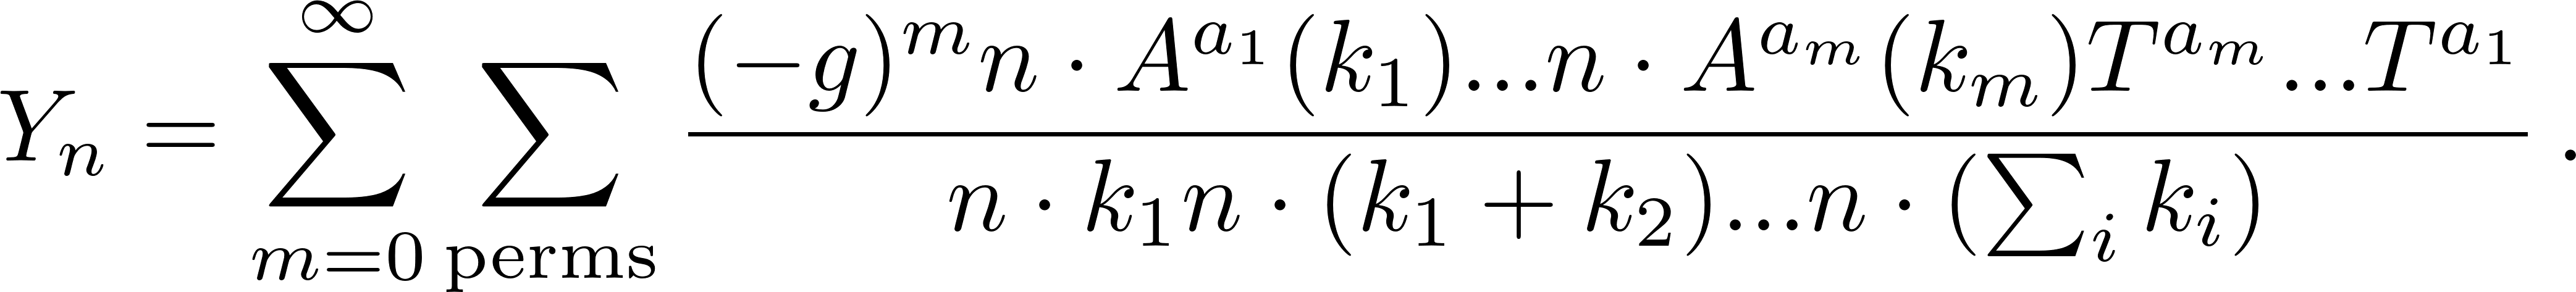 Y_n = \sum_{m=0}^{\infty} \sum_{\text{perms}} \frac{(-g)^m n \cdot A^{a_1}(k_1)...n \cdot A^{a_m}(k_m)T^{a_m}...T^{a_1}}{n \cdot k_1 n \cdot (k_1 + k_2)...n \cdot (\sum_i k_i)} .